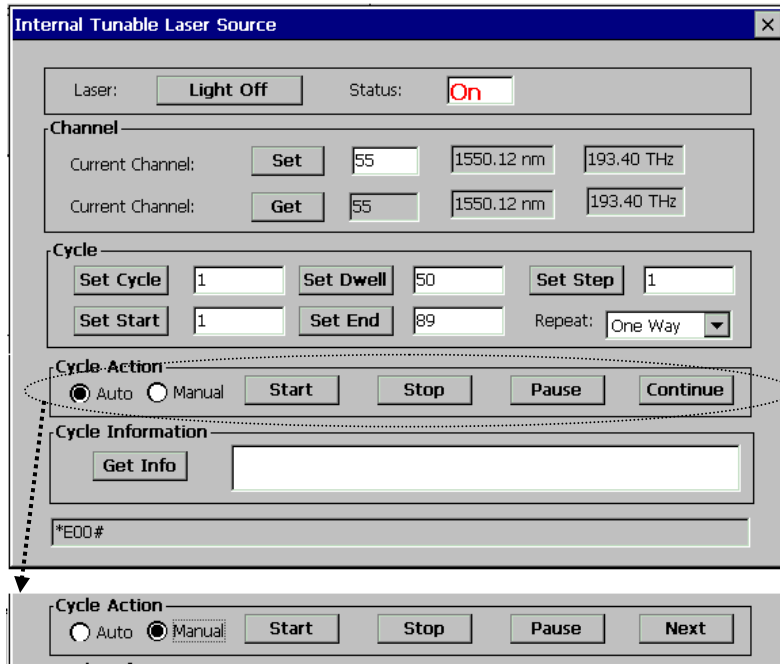 Internal Tunable Laser Source
Laser: Light Off Status: On
Channel
Current Channel: Set 55 1550.12 nm 193.40 THz
Current Channel: Get 55 1550.12 nm 193.40 THz
Cycle
Set Cycle 1 Set Dwell 50 Set Step 1
Set Start 1 Set End 89 Repeat: One Way
Cycle Action
Auto Manual Start Stop Pause Continue
Cycle Information
Get Info
*E00#
Cycle Action
Auto Manual Start Stop Pause Next